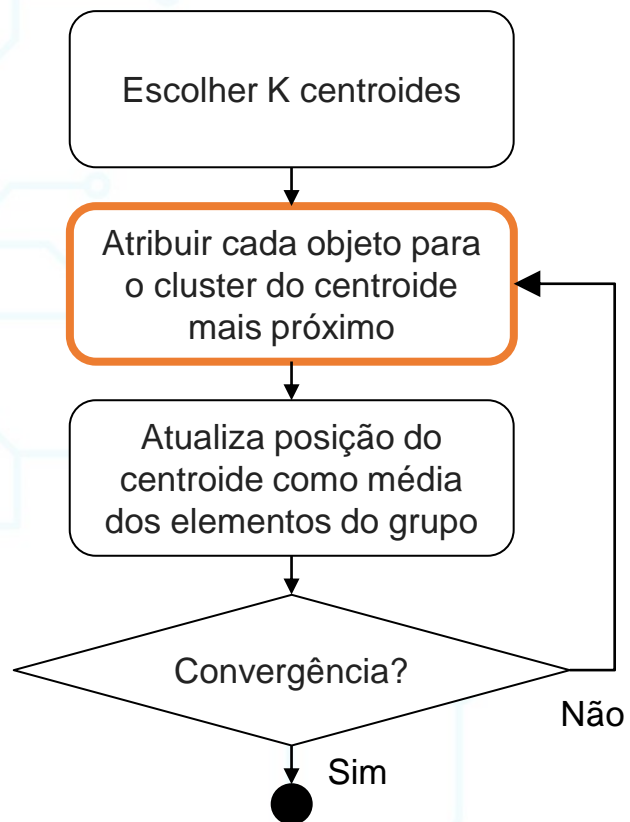 Escolher K centroides
Atribuir cada objeto para
o cluster do centroide
mais próximo
Atualiza posição do
centroide como média
dos elementos do grupo
Convergência?
Não
Sim